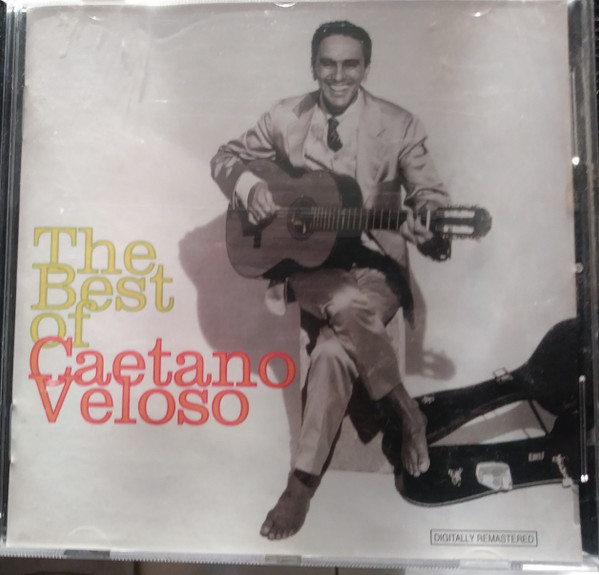 The
Best
of
Caetano
Veloso
DIGITALLY REMASTERED